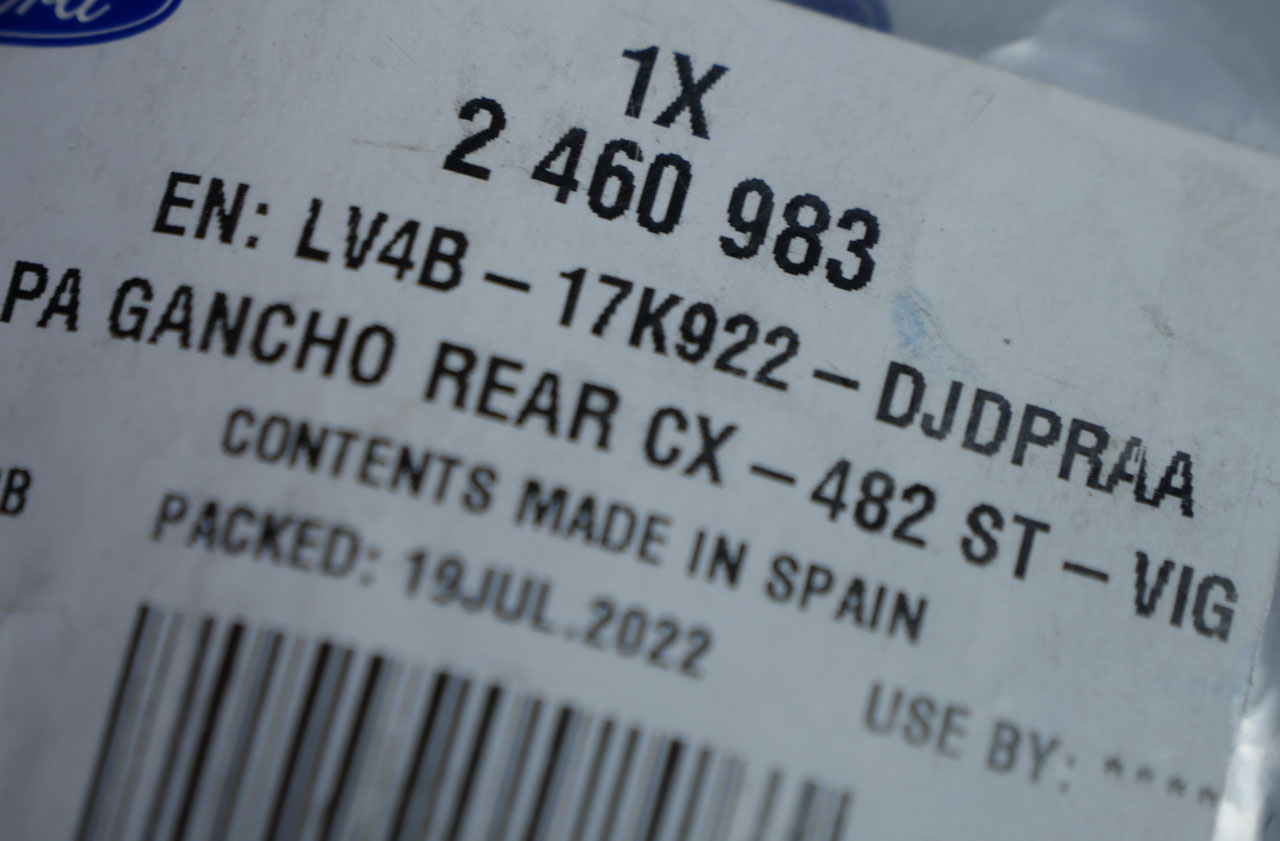 1X
2 460 983
EN: LV4B – 17K922 – DJDPRAA
PA GANCHO REAR CX – 482 ST – VIG
CONTENTS MADE IN SPAIN
PACKED: 19JUL.2022
USE BY: ****